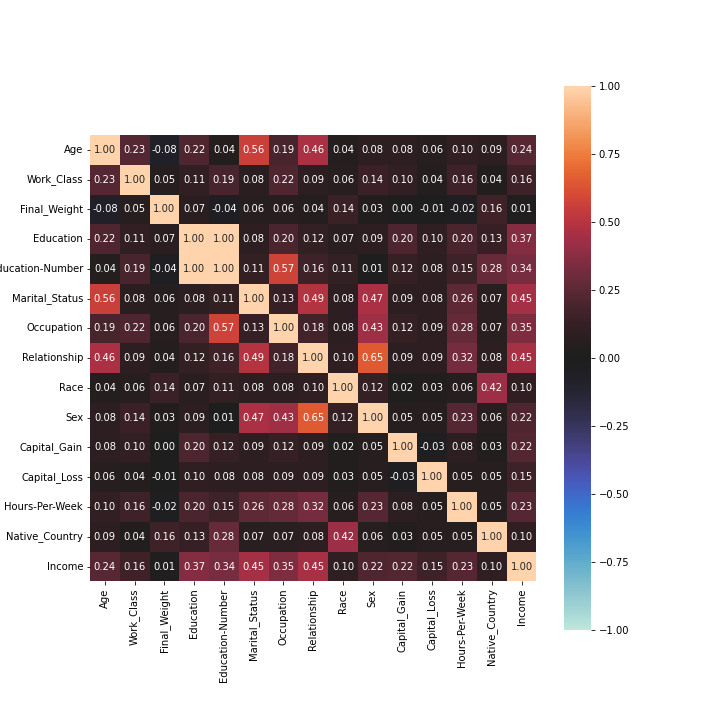 1.00
Age 1.00 0.23 -0.08 0.22 0.04 0.56 0.19 0.46 0.04 0.08 0.08 0.06 0.10 0.09 0.24
0.75
Work_Class 0.23 1.00 0.05 0.11 0.19 0.08 0.22 0.09 0.06 0.14 0.10 0.04 0.16 0.04 0.16
Final_Weight -0.08 0.05 1.00 0.07 -0.04 0.06 0.06 0.04 0.14 0.03 0.00 -0.01 -0.02 0.16 0.01
0.50
Education 0.22 0.11 0.07 1.00 1.00 0.08 0.20 0.12 0.07 0.09 0.20 0.10 0.20 0.13 0.37
ducation-Number 0.04 0.19 -0.04 1.00 1.00 0.11 0.57 0.16 0.11 0.01 0.12 0.08 0.15 0.28 0.34
0.25
Marital_Status 0.56 0.08 0.06 0.08 0.11 1.00 0.13 0.49 0.08 0.47 0.09 0.08 0.26 0.07 0.45
Occupation 0.19 0.22 0.06 0.20 0.57 0.13 1.00 0.18 0.08 0.43 0.12 0.09 0.28 0.07 0.35
Relationship 0.46 0.09 0.04 0.12 0.16 0.49 0.18 1.00 0.10 0.65 0.09 0.09 0.32 0.08 0.45
0.00
Race 0.04 0.06 0.14 0.07 0.11 0.08 0.08 0.10 1.00 0.12 0.02 0.03 0.06 0.42 0.10
Sex 0.08 0.14 0.03 0.09 0.01 0.47 0.43 0.65 0.12 1.00 0.05 0.05 0.23 0.06 0.22
−0.25
Capital_Gain 0.08 0.10 0.00 0.20 0.12 0.09 0.12 0.09 0.02 0.05 1.00 -0.03 0.08 0.03 0.22
Capital_Loss 0.06 0.04 -0.01 0.10 0.08 0.08 0.09 0.09 0.03 0.05 -0.03 1.00 0.05 0.05 0.15
−0.50
Hours-Per-Week 0.10 0.16 -0.02 0.20 0.15 0.26 0.28 0.32 0.06 0.23 0.08 0.05 1.00 0.05 0.23
Native_Country 0.09 0.04 0.16 0.13 0.28 0.07 0.07 0.08 0.42 0.06 0.03 0.05 0.05 1.00 0.10
−0.75
Income 0.24 0.16 0.01 0.37 0.34 0.45 0.35 0.45 0.10 0.22 0.22 0.15 0.23 0.10 1.00
−1.00
Age
Work_Class
Final_Weight
Education
Education-Number
Marital_Status
Occupation
Relationship
Race
Sex
Capital_Gain
Capital_Loss
Hours-Per-Week
Native_Country
Income